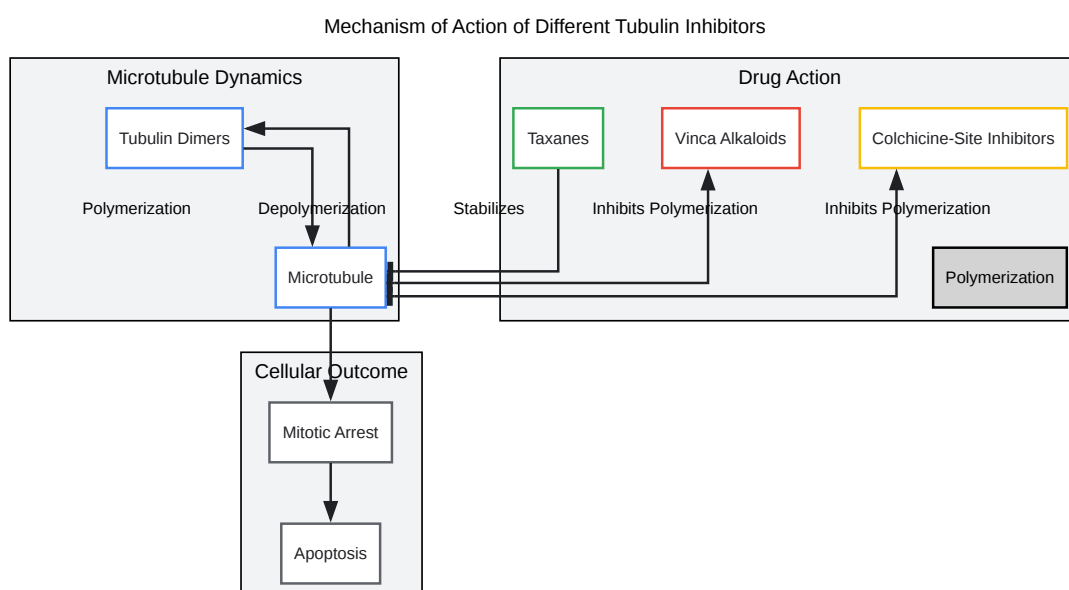 Mechanism of Action of Different Tubulin Inhibitors
Microtubule Dynamics
Drug Action
Tubulin Dimers
Taxanes
Vinca Alkaloids
Colchicine-Site Inhibitors
Polymerization
Depolymerization
Stabilizes
Inhibits Polymerization
Inhibits Polymerization
Microtubule
Polymerization
Cellular Outcome
Mitotic Arrest
Apoptosis